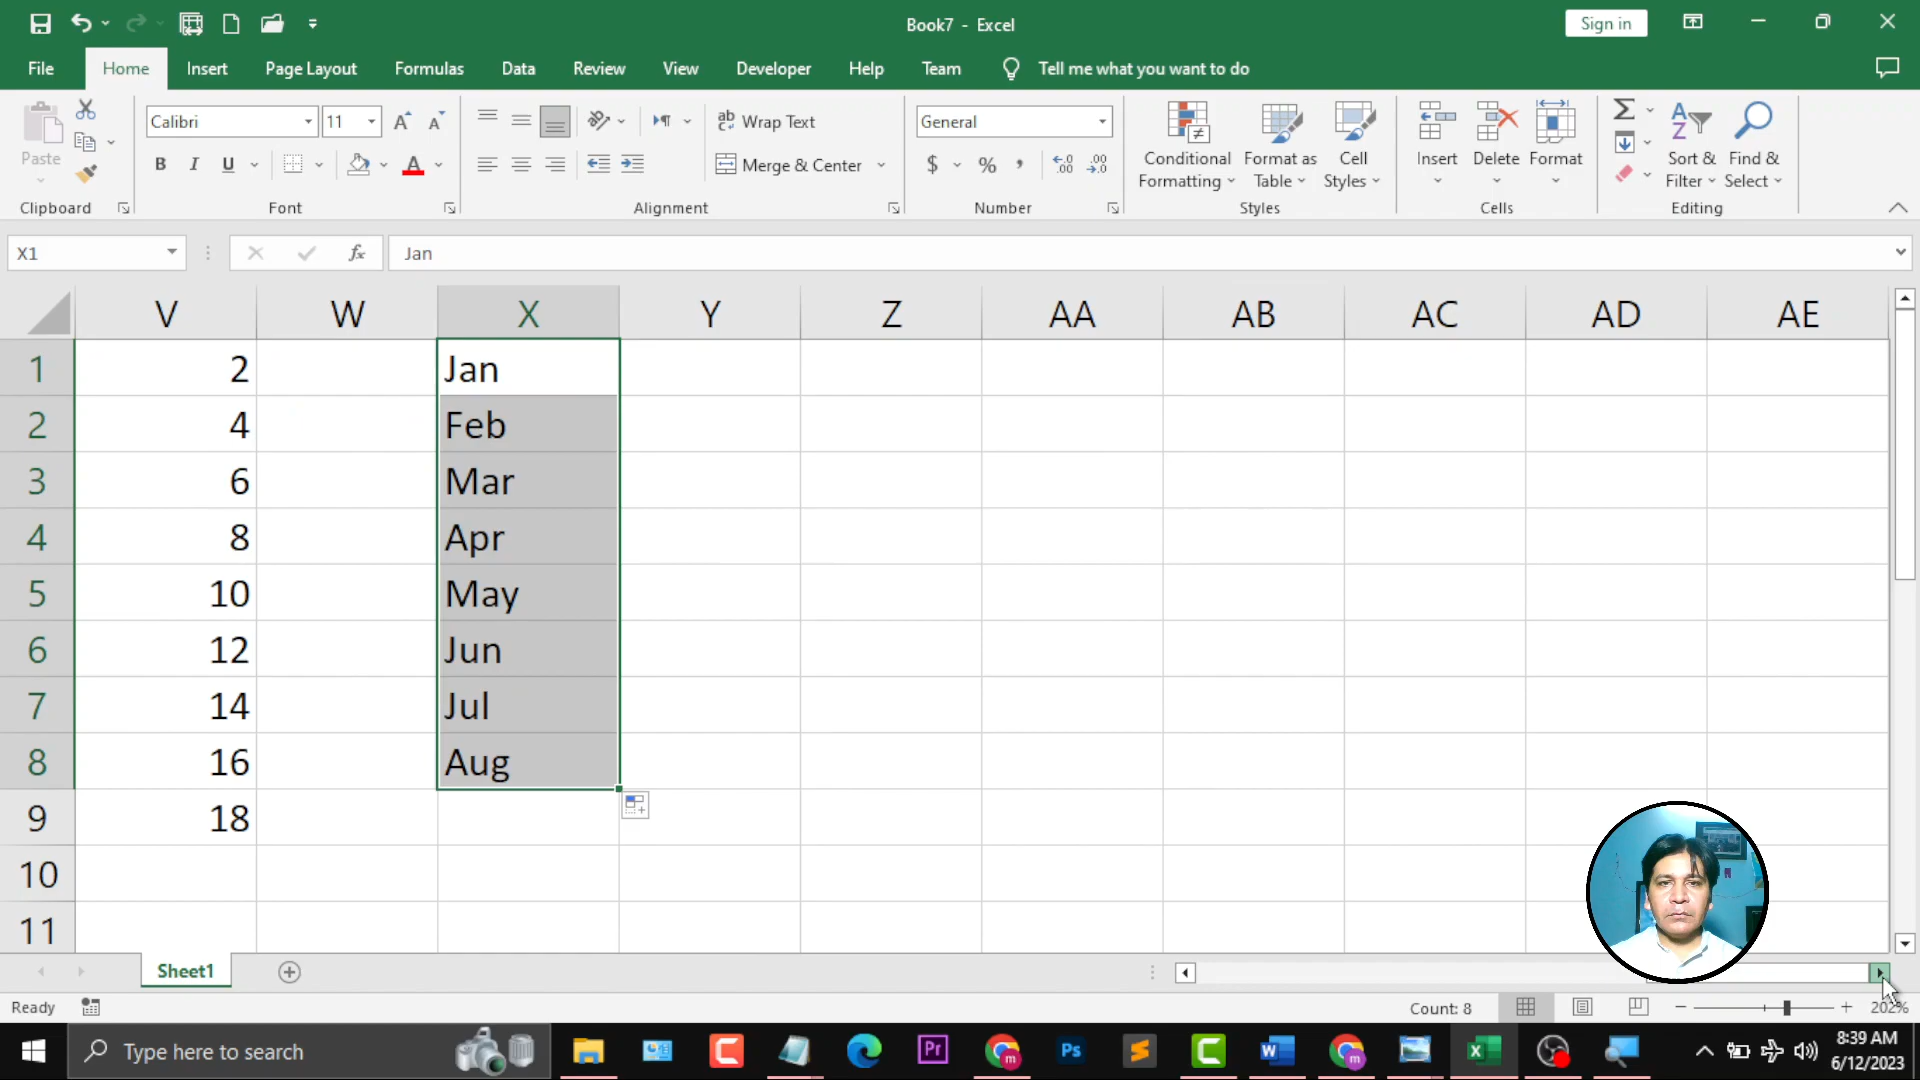 Book7 - Excel
Sign in
File Home Insert Page Layout Formulas Data Review View Developer Help Team Tell me what you want to do
Calibri 11
ab Wrap Text
General
Paste
B I U A
Merge & Center
$ % ,
Conditional Formatting
Format as Table
Cell Styles
Insert Delete Format
Sort & Filter
Find & Select
Clipboard Font Alignment Number Styles Cells Editing
X1 fx Jan
V W X Y Z AA AB AC AD AE
1 2 Jan
2 4 Feb
3 6 Mar
4 8 Apr
5 10 May
6 12 Jun
7 14 Jul
8 16 Aug
9 18
10
11
Sheet1
Ready Count: 8 202%
Type here to search
8:39 AM
6/12/2023